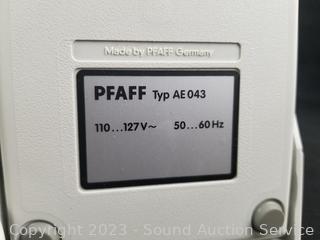 Made by PFAFF Germany
PFAFF Typ AE 043
110...127V~ 50...60 Hz
Copyright 2023 - Sound Auction Service